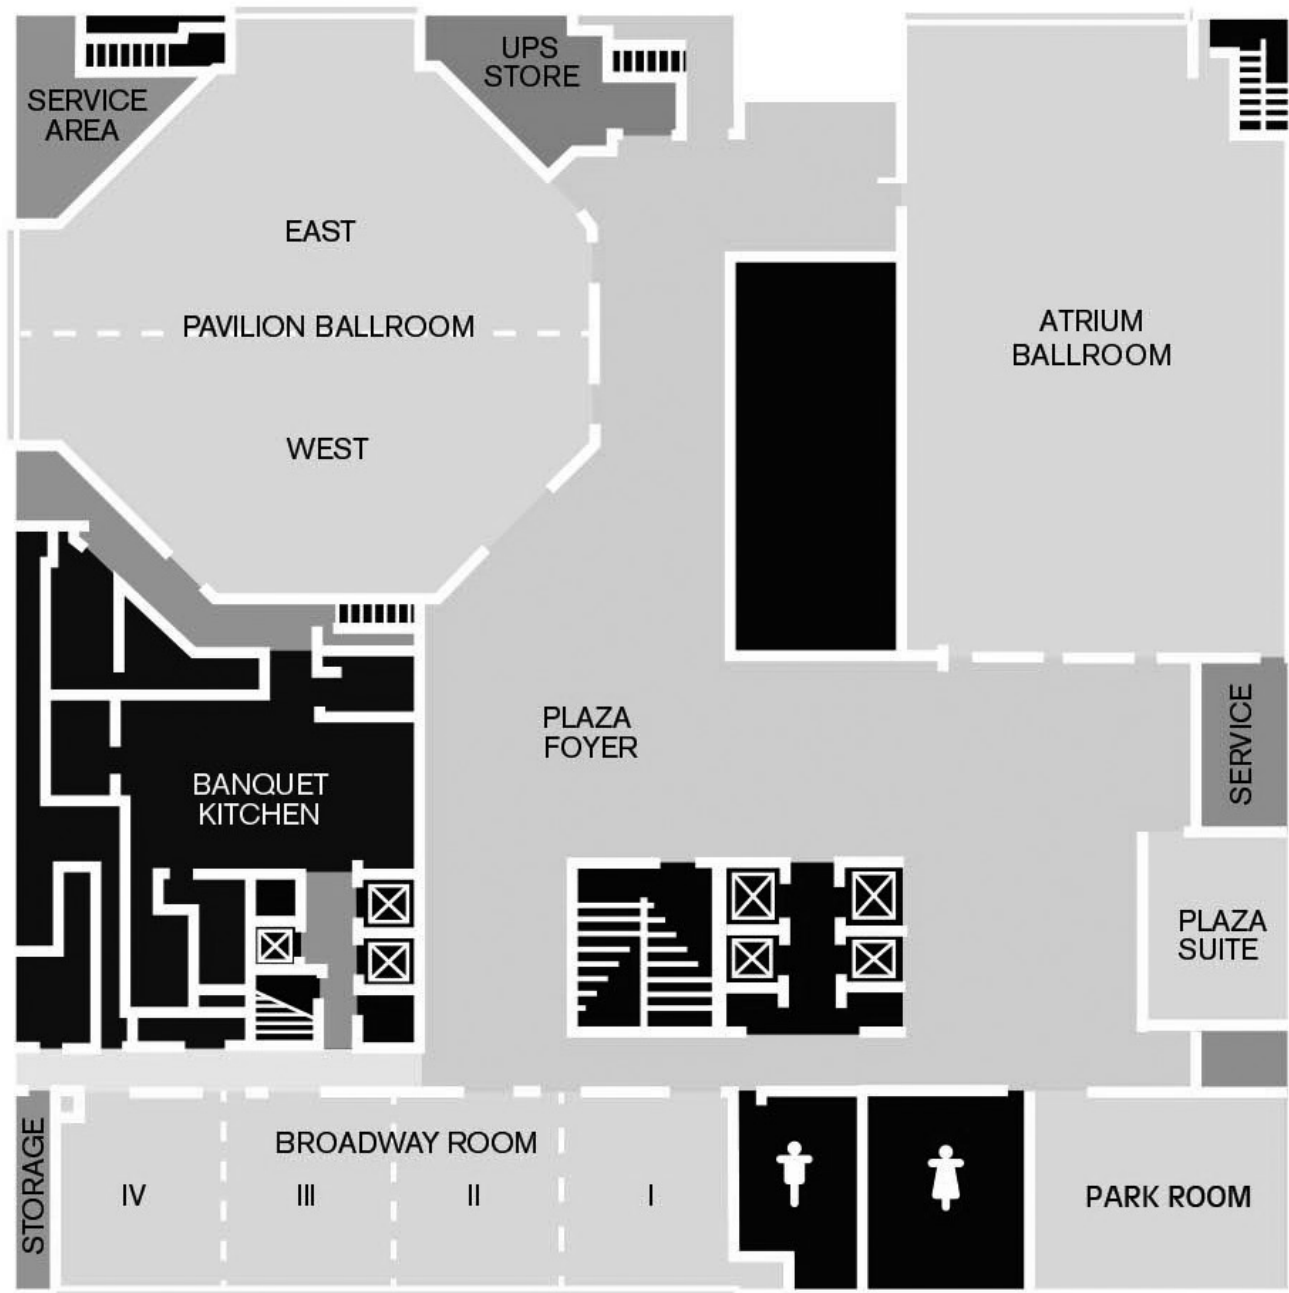 UPS
STORE
SERVICE
AREA
EAST
PAVILION BALLROOM
WEST
ATRIUM
BALLROOM
PLAZA
FOYER
SERVICE
BANQUET
KITCHEN
PLAZA
SUITE
STORAGE
BROADWAY ROOM
IV
III
II
I
PARK ROOM